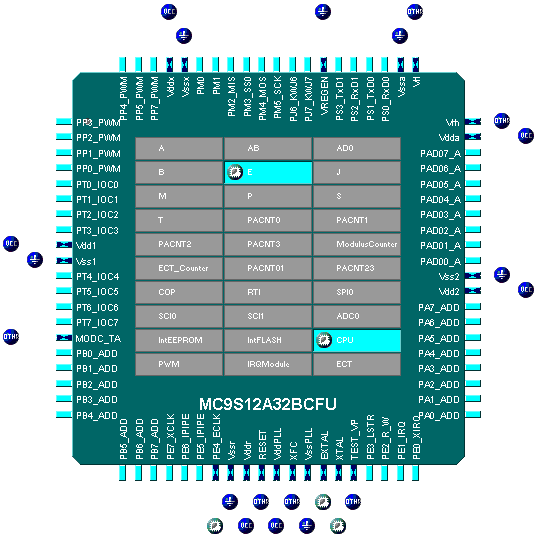 VCC
OTHR
PP4_PWM
PP5_PWM
PP7_PWM
Vddx
Vssx
PM0
PM1
PM2_MIS
PM3_SS0
PM4_MOS
PM5_SCK
PJ6_KWJ6
PJ7_KWJ7
VREGEN
PS3_TXD1
PS2_RXD1
PS1_TXD0
PS0_RXD0
Vssa
Vrl
PP3_PWM
PP2_PWM
PP1_PWM
PP0_PWM
PT0_IOC0
PT1_IOC1
PT2_IOC2
PT3_IOC3
VCC
Vdd1
Vss1
PT4_IOC4
PT5_IOC5
PT6_IOC6
PT7_IOC7
OTHR
MODC_TA
PB0_ADD
PB1_ADD
PB2_ADD
PB3_ADD
PB4_ADD
A AB AD0
B E J
M P S
T PACNT0 PACNT1
PACNT2 PACNT3 ModulusCounter
ECT_Counter PACNT01 PACNT23
COP RTI SPI0
SCI0 SCI1 ADC0
IntEEPROM IntFLASH CPU
PWM IRQModule ECT
MC9S12A32BCFU
Vrh OTHR
Vdda VCC
PAD07_A
PAD06_A
PAD05_A
PAD04_A
PAD03_A
PAD02_A
PAD01_A
PAD00_A
Vss2
Vdd2 VCC
PA7_ADD
PA6_ADD
PA5_ADD
PA4_ADD
PA3_ADD
PA2_ADD
PA1_ADD
PA0_ADD
PB5_ADD
PB6_ADD
PB7_ADD
PE7_XCLK
PE6_IPIPE
PE5_IPIPE
PE4_ECLK
Vssr
Vddr
RESET
VddPLL
XFC
VssPLL
EXTAL
XTAL
TEST_VP
PE3_LSTR
PE2_R_W
PE1_IRQ
PE0_XIRQ
OTHR OTHR OTHR
VCC VCC